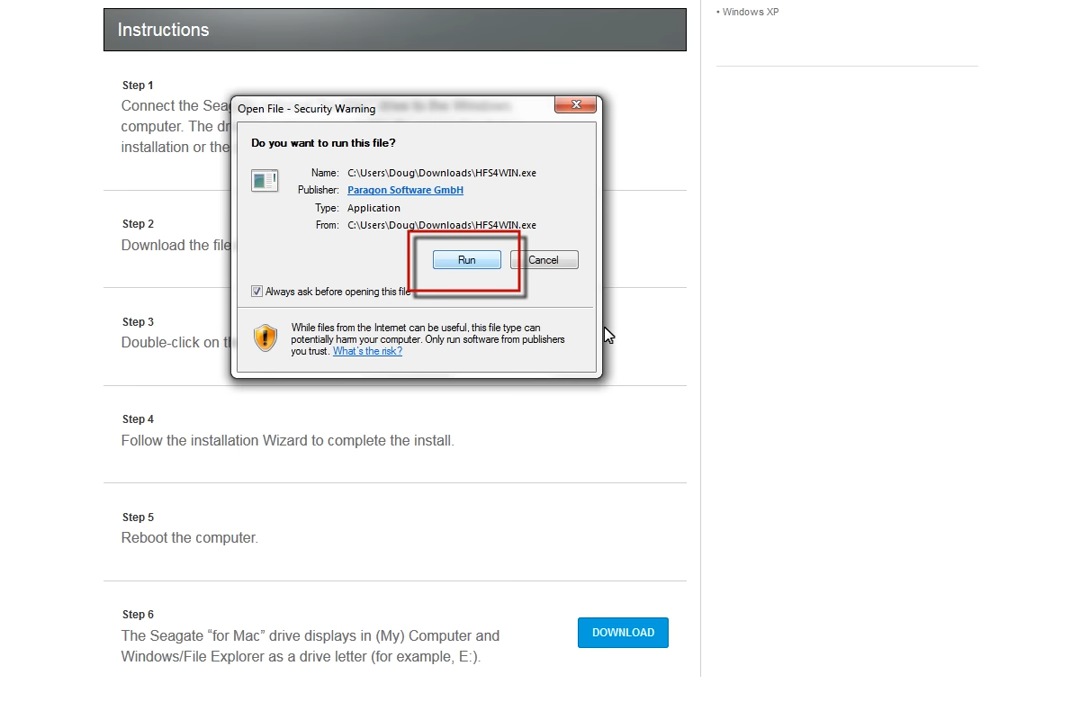 Instructions
• Windows XP
Step 1
Connect the Seag
computer. The dr
installation or the
Open File - Security Warning
Do you want to run this file?
Name: C:\Users\Doug\Downloads\HFS4WIN.exe
Publisher: Paragon Software GmbH
Type: Application
From: C:\Users\Doug\Downloads\HFS4WIN.exe
Run Cancel
Always ask before opening this file
While files from the Internet can be useful, this file type can
potentially harm your computer. Only run software from publishers
you trust. What's the risk?
Step 2
Download the file
Step 3
Double-click on th
Step 4
Follow the installation Wizard to complete the install.
Step 5
Reboot the computer.
Step 6
The Seagate “for Mac” drive displays in (My) Computer and
Windows/File Explorer as a drive letter (for example, E:).
DOWNLOAD